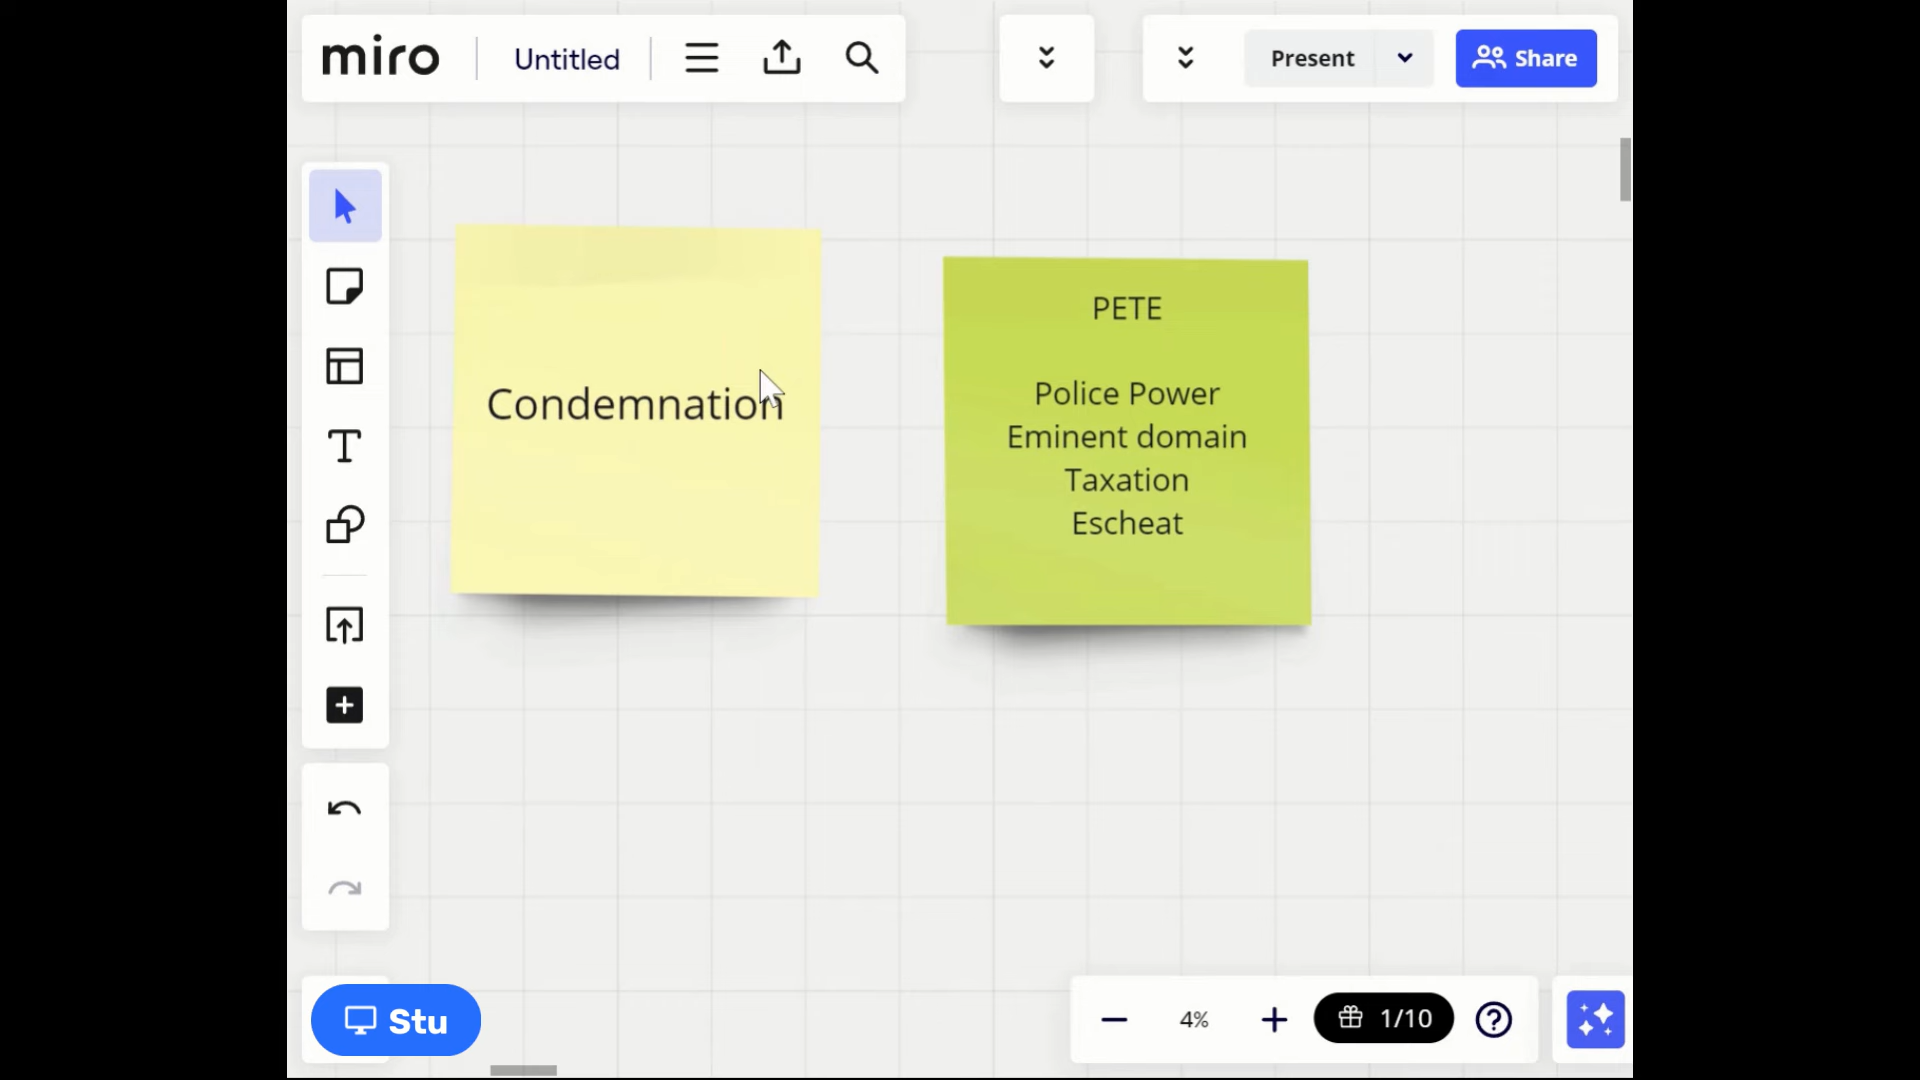 miro
Untitled
Present
Share
Condemnation
PETE
Police Power
Eminent domain
Taxation
Escheat
Stu
4%
1/10